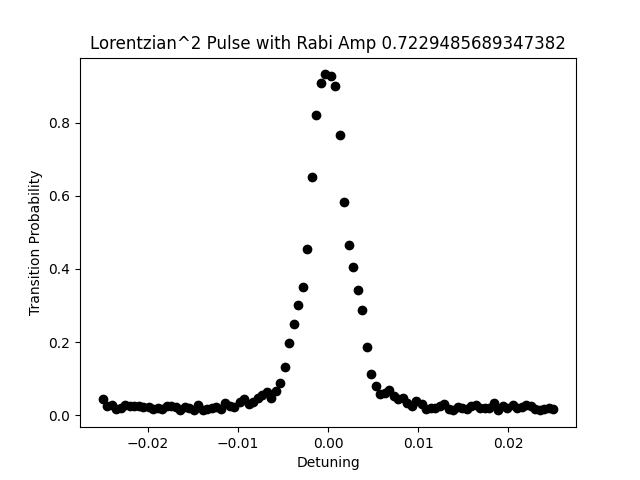 Lorentzian^2 Pulse with Rabi Amp 0.7229485689347382
Transition Probability
0.8
0.6
0.4
0.2
0.0
−0.02 −0.01 0.00 0.01 0.02
Detuning